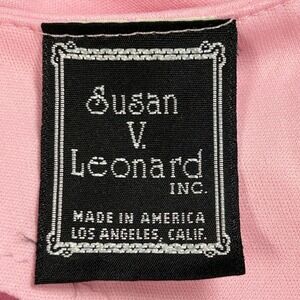 Susan
V.
Leonard
INC.
MADE IN AMERICA
LOS ANGELES, CALIF.